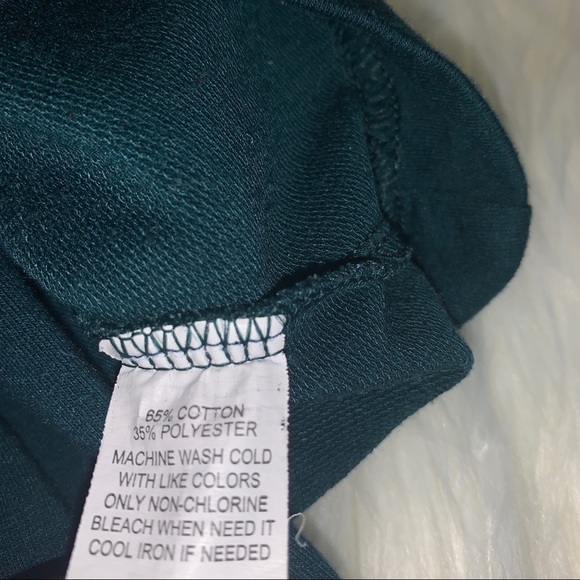 65% COTTON
35% POLYESTER
MACHINE WASH COLD
WITH LIKE COLORS
ONLY NON-CHLORINE
BLEACH WHEN NEED IT
COOL IRON IF NEEDED